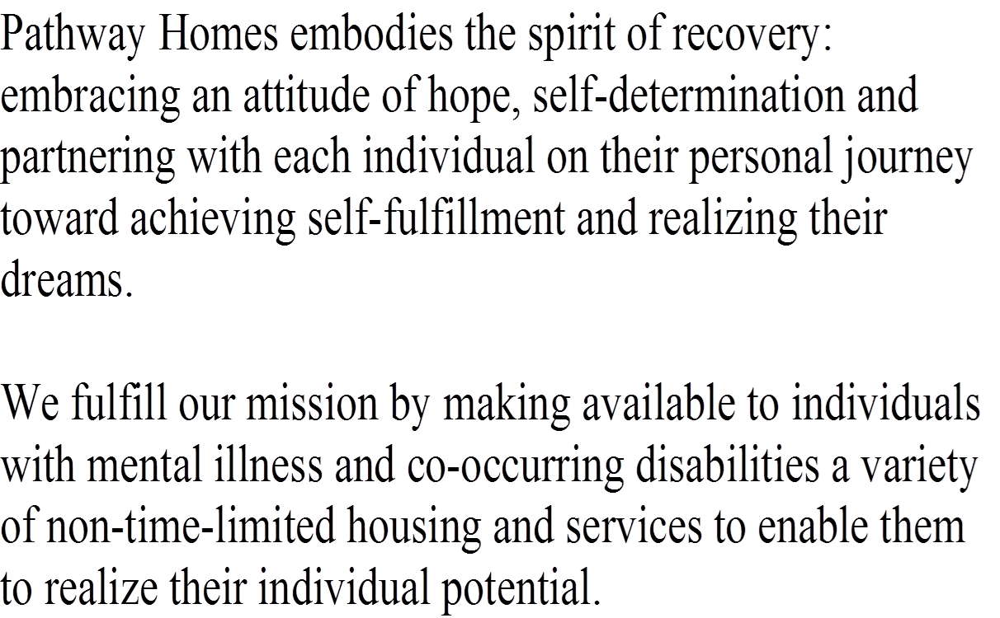 Pathway Homes embodies the spirit of recovery:
embracing an attitude of hope, self-determination and
partnering with each individual on their personal journey
toward achieving self-fulfillment and realizing their
dreams.
We fulfill our mission by making available to individuals
with mental illness and co-occurring disabilities a variety
of non-time-limited housing and services to enable them
to realize their individual potential.